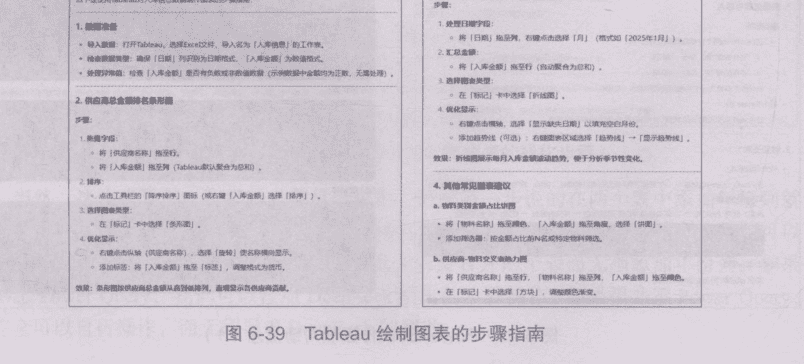 1. 数据准备
导入数据：打开Tableau，选择Excel文件，导入名为「入库信息」的工作表。
检查数据类型：确保「日期」列识别为日期格式，「入库金额」为数值格式。
处理异常值：检查「入库金额」是否有负数或非数值数据（示例数据中金额均为正数，无需处理）。
2. 供应商总金额排名条形图
步骤：
1. 拖拽字段：
将「供应商名称」拖至行。
将「入库金额」拖至列（Tableau默认聚合为总和）。
2. 排序：
点击工具栏的「降序排序」图标（或右键「入库金额」选择「排序」）。
3. 选择图表类型：
在「标记」卡中选择「条形图」。
4. 优化显示：
右键点击纵轴（供应商名称），选择「旋转」使名称横向显示。
添加标签：将「入库金额」拖至「标签」，调整格式为货币。
效果：条形图按供应商总金额从高到低排列，直观显示各供应商贡献。
步骤：
1. 处理日期字段：
将「日期」拖至列，右键点击选择「月」（格式如「2025年1月」）。
2. 汇总金额：
将「入库金额」拖至行（自动聚合为总和）。
3. 选择图表类型：
在「标记」卡中选择「折线图」。
4. 优化显示：
右键点击横轴，选择「显示缺失日期」以填充空白月份。
添加趋势线（可选）：右键图表区域选择「趋势线」→「显示趋势线」。
效果：折线图展示每月入库金额波动趋势，便于分析季节性变化。
4. 其他常见图表建议
a. 物料类别金额占比饼图
将「物料名称」拖至颜色，「入库金额」拖至角度，选择「饼图」。
添加筛选器：按金额占比前N名或特定物料筛选。
b. 供应商-物料交叉表热力图
将「供应商名称」拖至行，「物料名称」拖至列，「入库金额」拖至颜色。
在「标记」卡中选择「方块」，调整颜色渐变。
图 6-39 Tableau 绘制图表的步骤指南